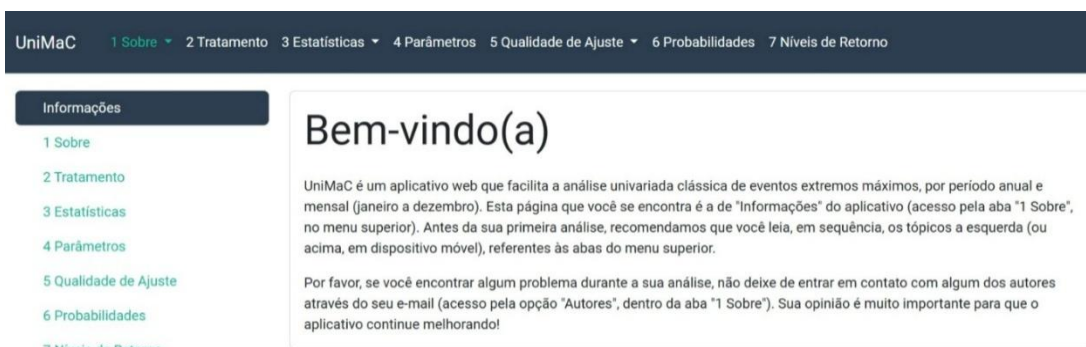 UniMaC 1 Sobre 2 Tratamento 3 Estatísticas 4 Parâmetros 5 Qualidade de Ajuste 6 Probabilidades 7 Níveis de Retorno
Informações
1 Sobre
2 Tratamento
3 Estatísticas
4 Parâmetros
5 Qualidade de Ajuste
6 Probabilidades
Bem-vindo(a)
UniMaC é um aplicativo web que facilita a análise univariada clássica de eventos extremos máximos, por período anual e
mensal (janeiro a dezembro). Esta página que você se encontra é a de "Informações" do aplicativo (acesso pela aba "1 Sobre",
no menu superior). Antes da sua primeira análise, recomendamos que você leia, em sequência, os tópicos a esquerda (ou
acima, em dispositivo móvel), referentes às abas do menu superior.
Por favor, se você encontrar algum problema durante a sua análise, não deixe de entrar em contato com algum dos autores
através do seu e-mail (acesso pela opção "Autores", dentro da aba "1 Sobre"). Sua opinião é muito importante para que o
aplicativo continue melhorando!